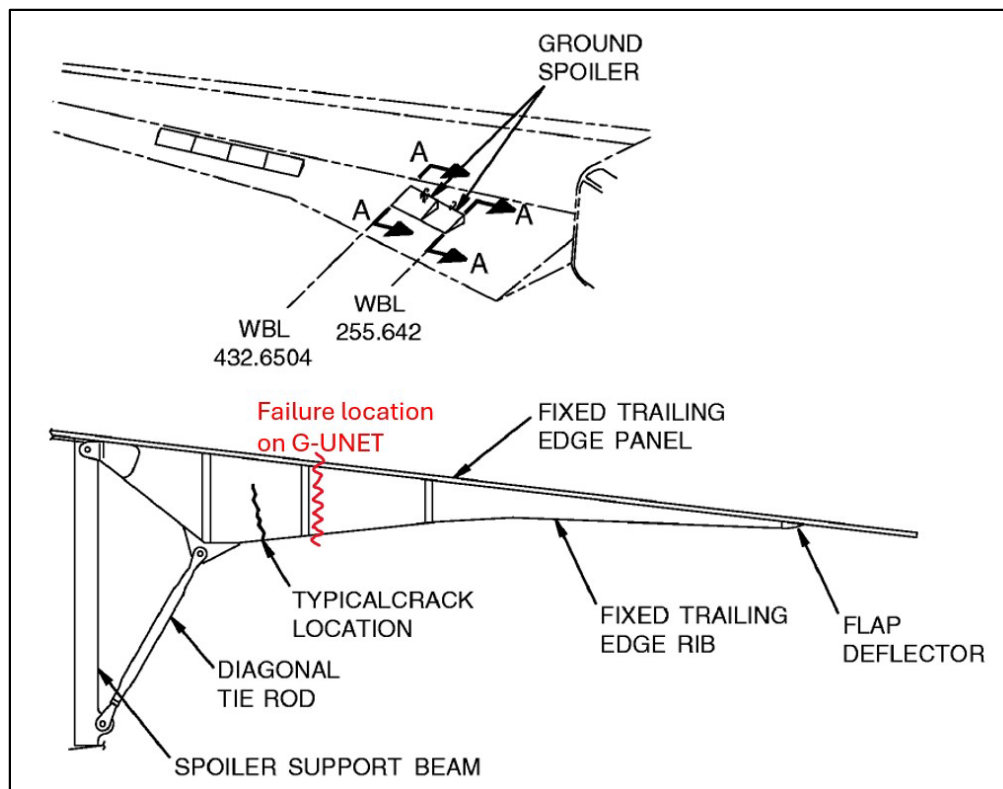 GROUND
SPOILER
A
A
A
A
WBL
255.642
WBL
432.6504
Failure location
on G-UNET
FIXED TRAILING
EDGE PANEL
TYPICALCRACK
LOCATION
FIXED TRAILING
EDGE RIB
FLAP
DEFLECTOR
DIAGONAL
TIE ROD
SPOILER SUPPORT BEAM